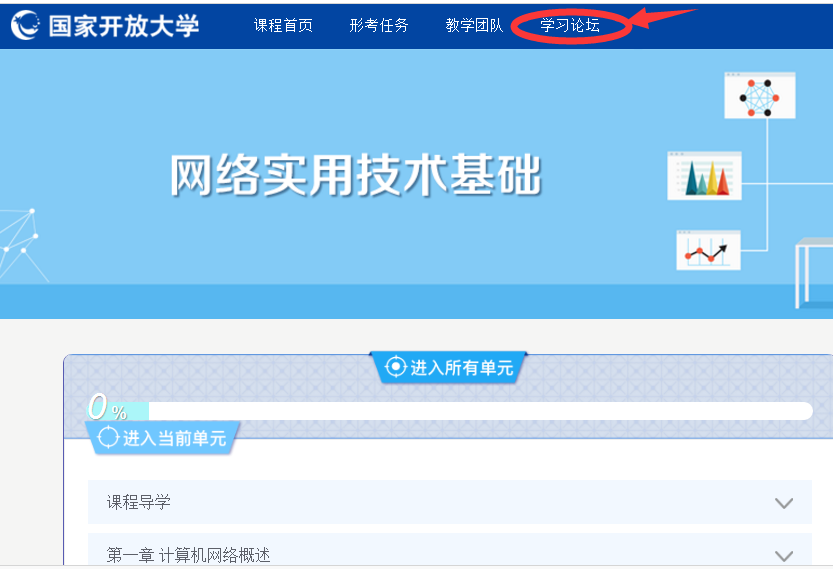 国家开放大学 课程首页 形考任务 教学团队 学习论坛
网络实用技术基础
进入所有单元
0 %
进入当前单元
课程导学
第一章 计算机网络概述